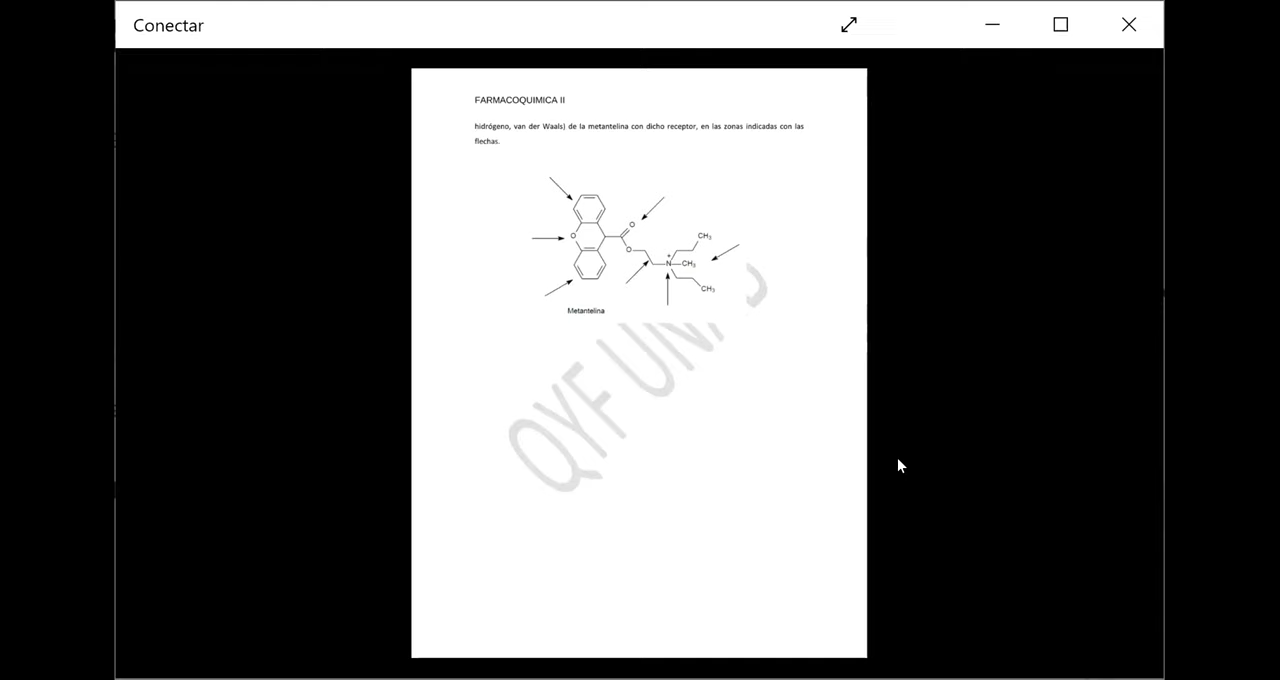 Conectar
FARMACOQUIMICA II
hidrógeno, van der Waals) de la metantelina con dicho receptor, en las zonas indicadas con las
flechas.
O
O
O
CH3
+
N
CH3
CH3
Metantelina
QYF